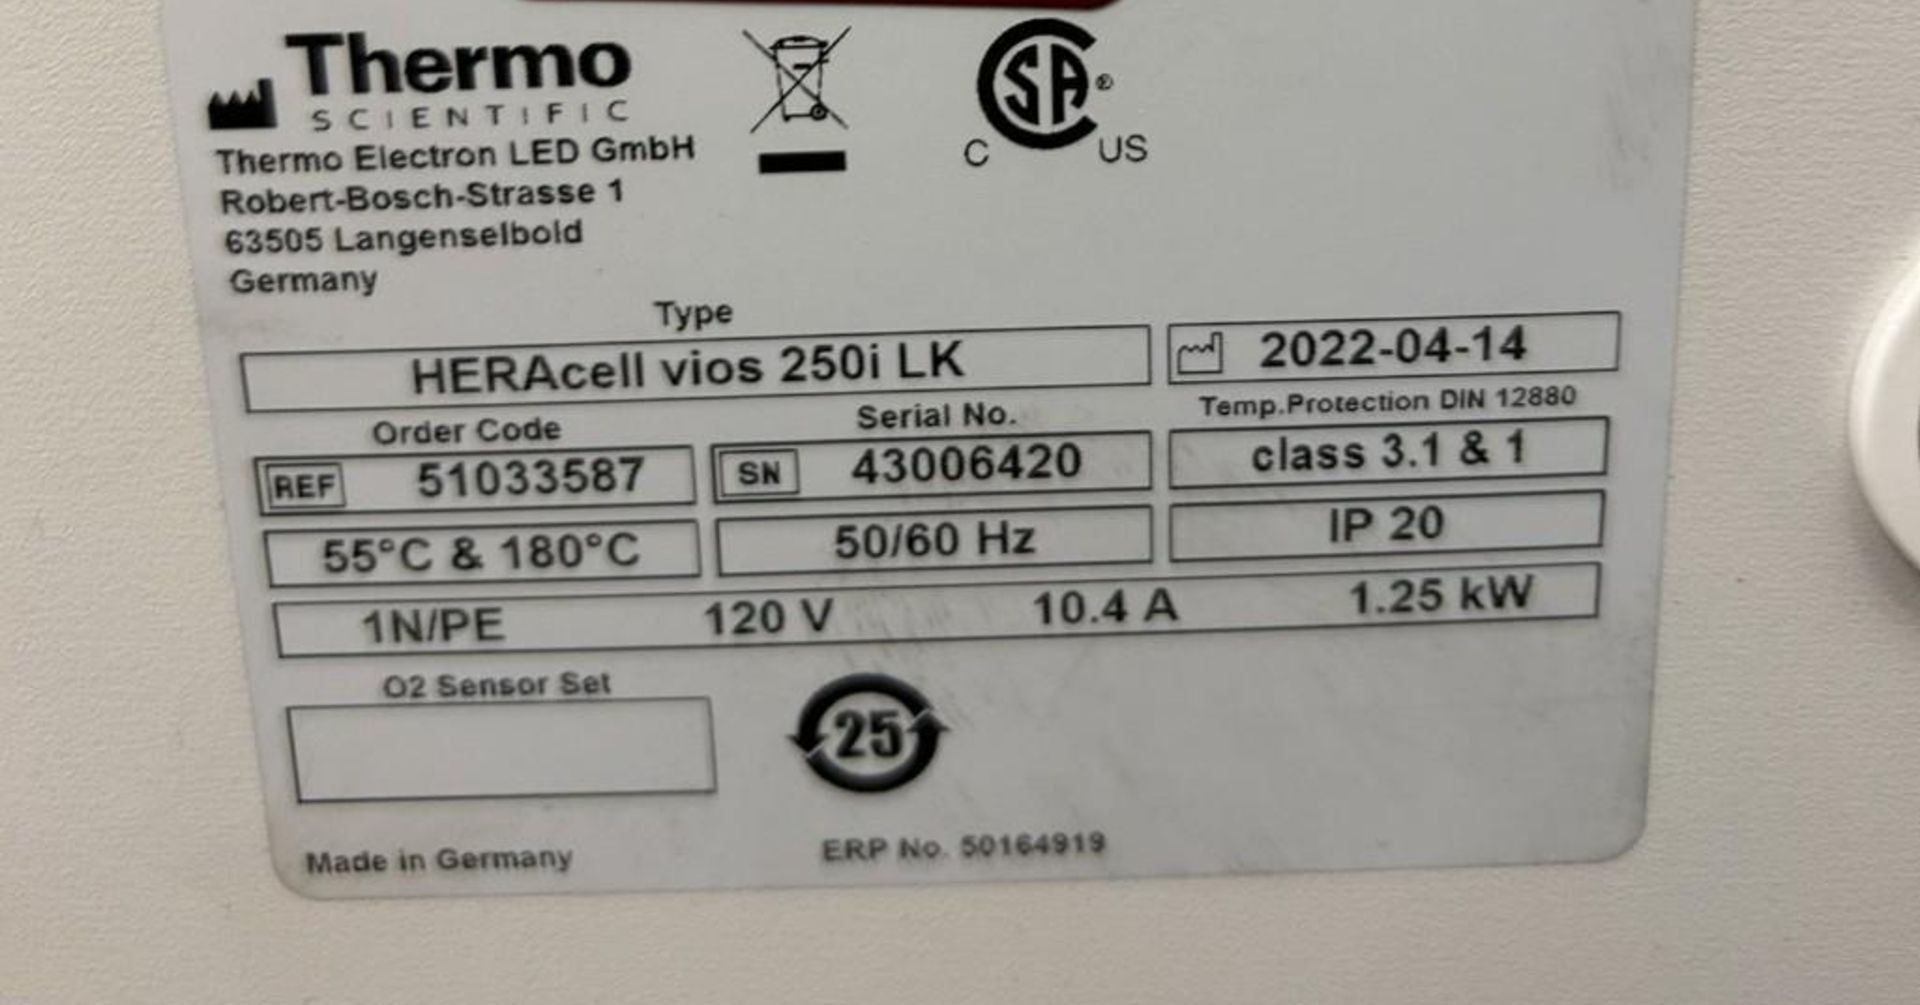 Thermo
SCIENTIFIC
Thermo Electron LED GmbH
Robert-Bosch-Strasse 1
63505 Langenselbold
Germany
CSA®
C US
Type
HERAcell vios 250i LK
2022-04-14
Order Code
Serial No.
Temp.Protection DIN 12880
REF 51033587
SN 43006420
class 3.1 & 1
55°C & 180°C
50/60 Hz
IP 20
1N/PE 120 V 10.4 A 1.25 kW
O2 Sensor Set
25
Made in Germany
ERP No. 50164919